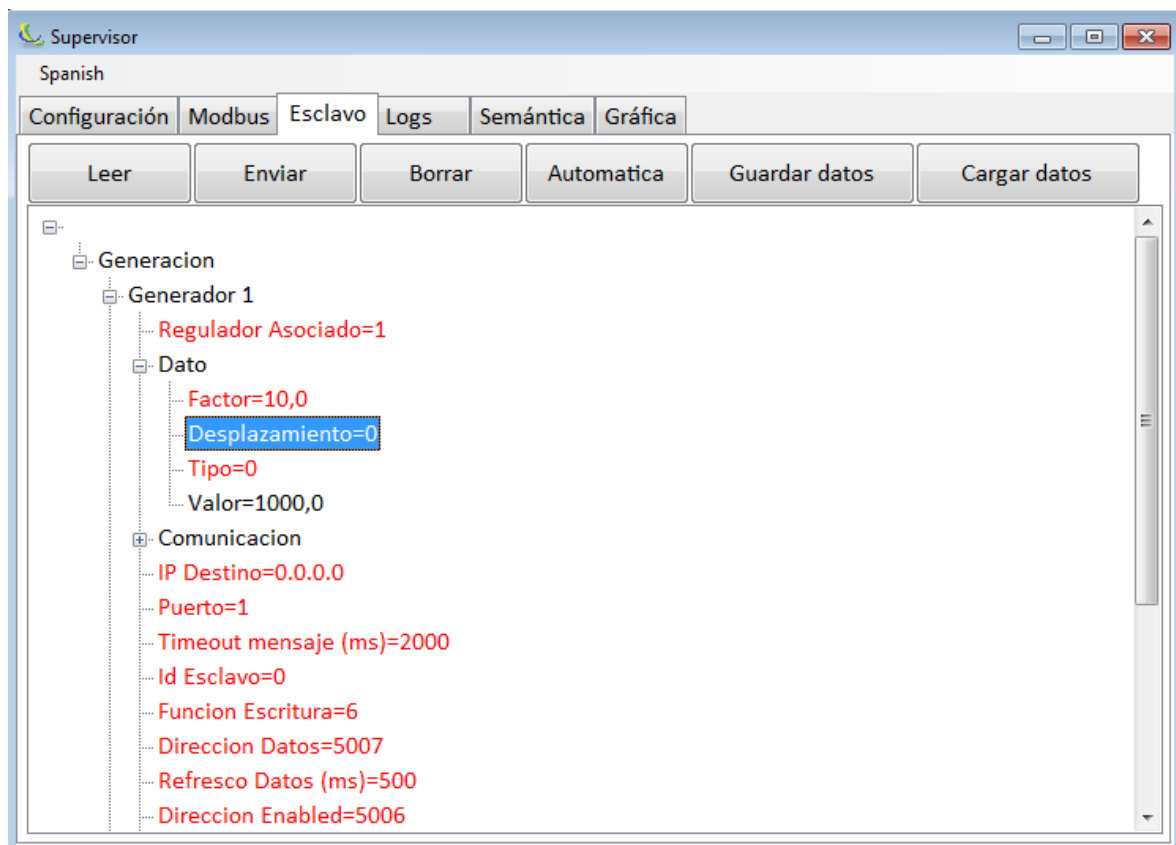 Supervisor
Spanish
Configuración Modbus Esclavo Logs Semántica Gráfica
Leer Enviar Borrar Automatica Guardar datos Cargar datos
Generacion
Generador 1
Regulador Asociado=1
Dato
Factor=10,0
Desplazamiento=0
Tipo=0
Valor=1000,0
Comunicacion
IP Destino=0.0.0.0
Puerto=1
Timeout mensaje (ms)=2000
Id Esclavo=0
Funcion Escritura=6
Direccion Datos=5007
Refresco Datos (ms)=500
Direccion Enabled=5006